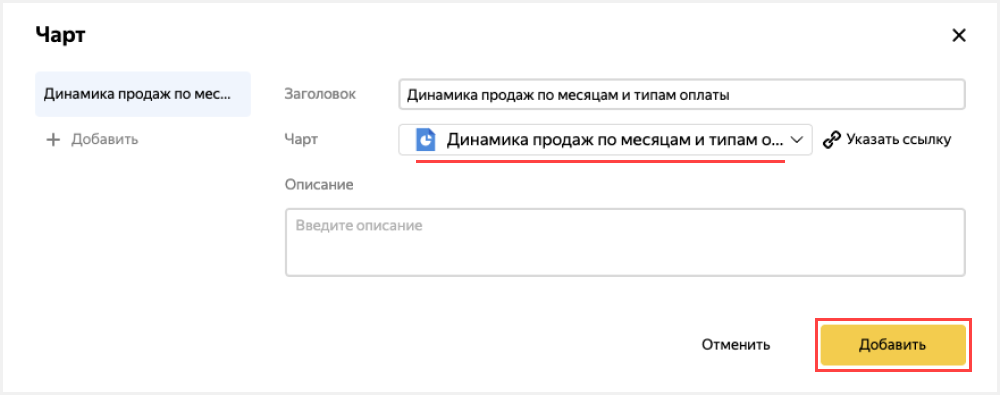 Чарт
Динамика продаж по мес...
+ Добавить
Заголовок
Динамика продаж по месяцам и типам оплаты
Чарт
Динамика продаж по месяцам и типам о...
Указать ссылку
Описание
Введите описание
Отменить
Добавить